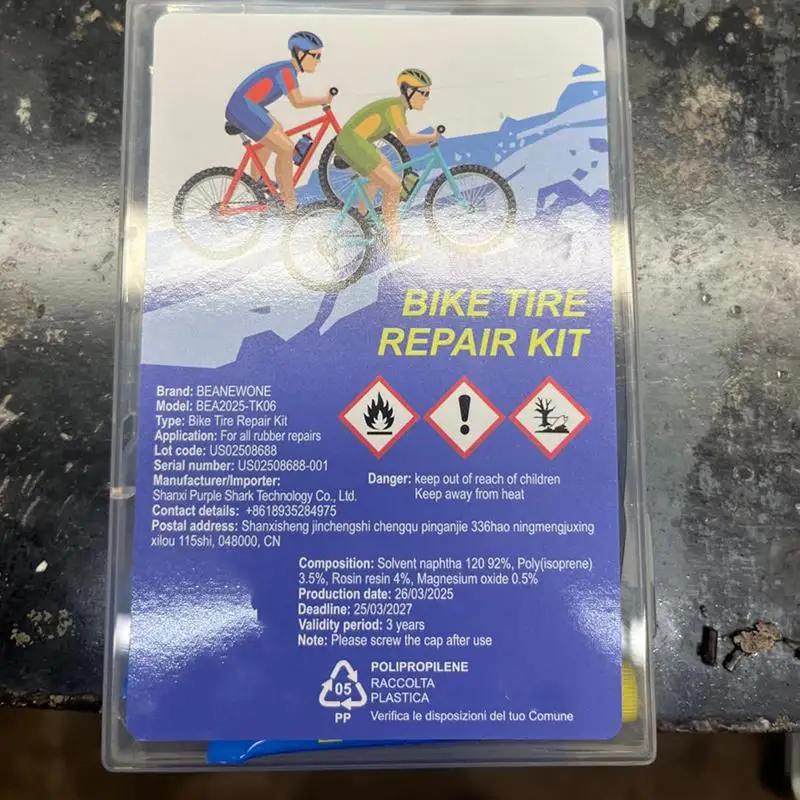 BIKE TIRE
REPAIR KIT
Brand: BEANEWONE
Model: BEA2025-TK06
Type: Bike Tire Repair Kit
Application: For all rubber repairs
Lot code: US02508688
Serial number: US02508688-001
Manufacturer/Importer:
Shanxi Purple Shark Technology Co., Ltd.
Contact details: +8618935284975
Postal address: Shanxisheng jinchengshi chengqu pinganjie 336hao ningmengjuxing
xilou 115shi, 048000, CN
Danger: keep out of reach of children
Keep away from heat
Composition: Solvent naphtha 120 92%, Poly(isoprene)
3.5%, Rosin resin 4%, Magnesium oxide 0.5%
Production date: 26/03/2025
Deadline: 25/03/2027
Validity period: 3 years
Note: Please screw the cap after use
05
PP
POLIPROPILENE
RACCOLTA
PLASTICA
Verifica le disposizioni del tuo Comune